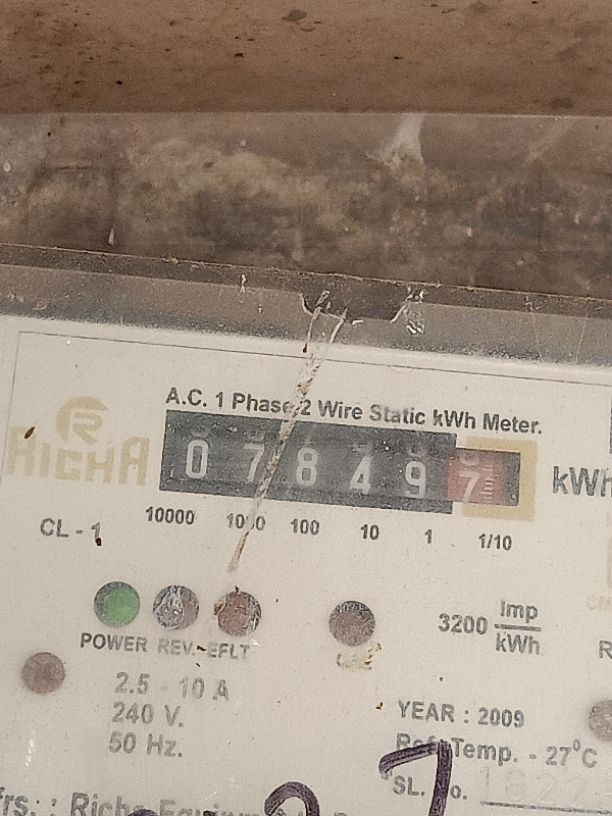 A.C. 1 Phase 2 Wire Static kWh Meter.
R
RICHA
0 7 8 4 9 7
kWh
CL - 1
10000 1000 100 10 1 1/10
POWER REV. EFLT
3200 Imp
kWh
2.5 - 10 A
240 V.
50 Hz.
YEAR : 2009
Ref. Temp. - 27°C
SL. No.